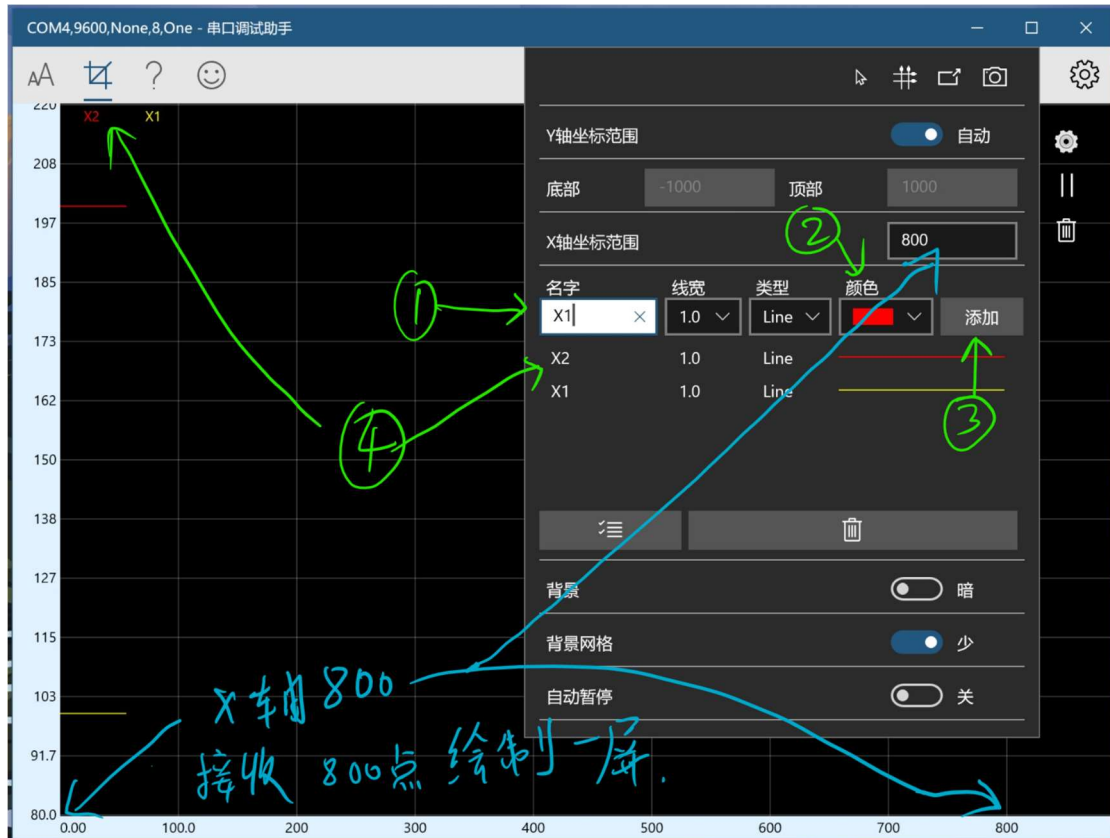 COM4,9600,None,8,One - 串口调试助手
AA
?
220
X2 X1
208
197
185
173
162
150
138
127
115
103
91.7
80.0
0.00 100.0 200 300 400 500 600 700 800
Y轴坐标范围 自动
底部 -1000 顶部 1000
X轴坐标范围 800
名字 线宽 类型 颜色
X1 1.0 Line 添加
X2 1.0 Line
X1 1.0 Line
背景 暗
背景网格 少
自动暂停 关
①
②
③
④
X轴800
接收 800点 绘制一屏.